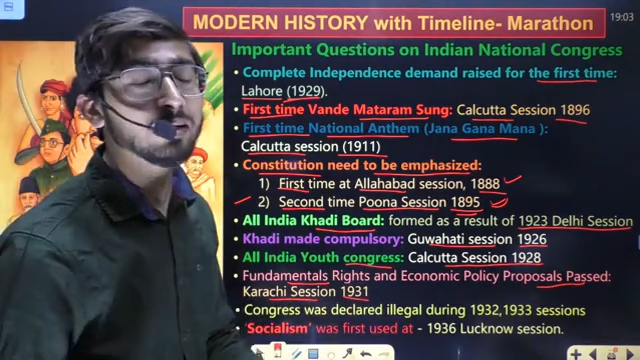 MODERN HISTORY with Timeline- Marathon
19:03
Important Questions on Indian National Congress
• Complete Independence demand raised for the first time:
Lahore (1929).
• First time Vande Mataram Sung: Calcutta Session 1896
• First time National Anthem (Jana Gana Mana ):
Calcutta session (1911)
• Constitution need to be emphasized:
1) First time at Allahabad session, 1888
2) Second time Poona Session 1895
• All India Khadi Board: formed as a result of 1923 Delhi Session
• Khadi made compulsory: Guwahati session 1926
• All India Youth congress: Calcutta Session 1928
• Fundamentals Rights and Economic Policy Proposals Passed:
Karachi Session 1931
• Congress was declared illegal during 1932,1933 sessions
• 'Socialism' was first used at - 1936 Lucknow session.